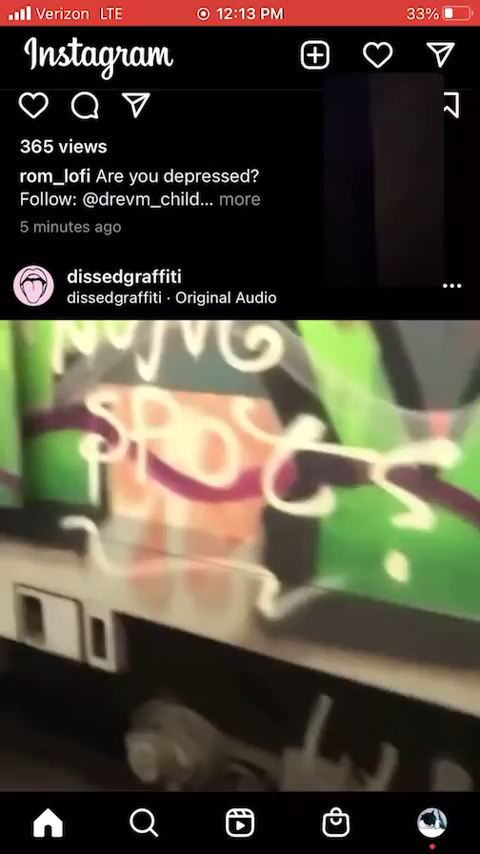 Verizon LTE 12:13 PM 33%
Instagram
365 views
rom_lofi Are you depressed?
Follow: @drevm_child... more
5 minutes ago
dissedgraffiti
dissedgraffiti · Original Audio
SPOTS